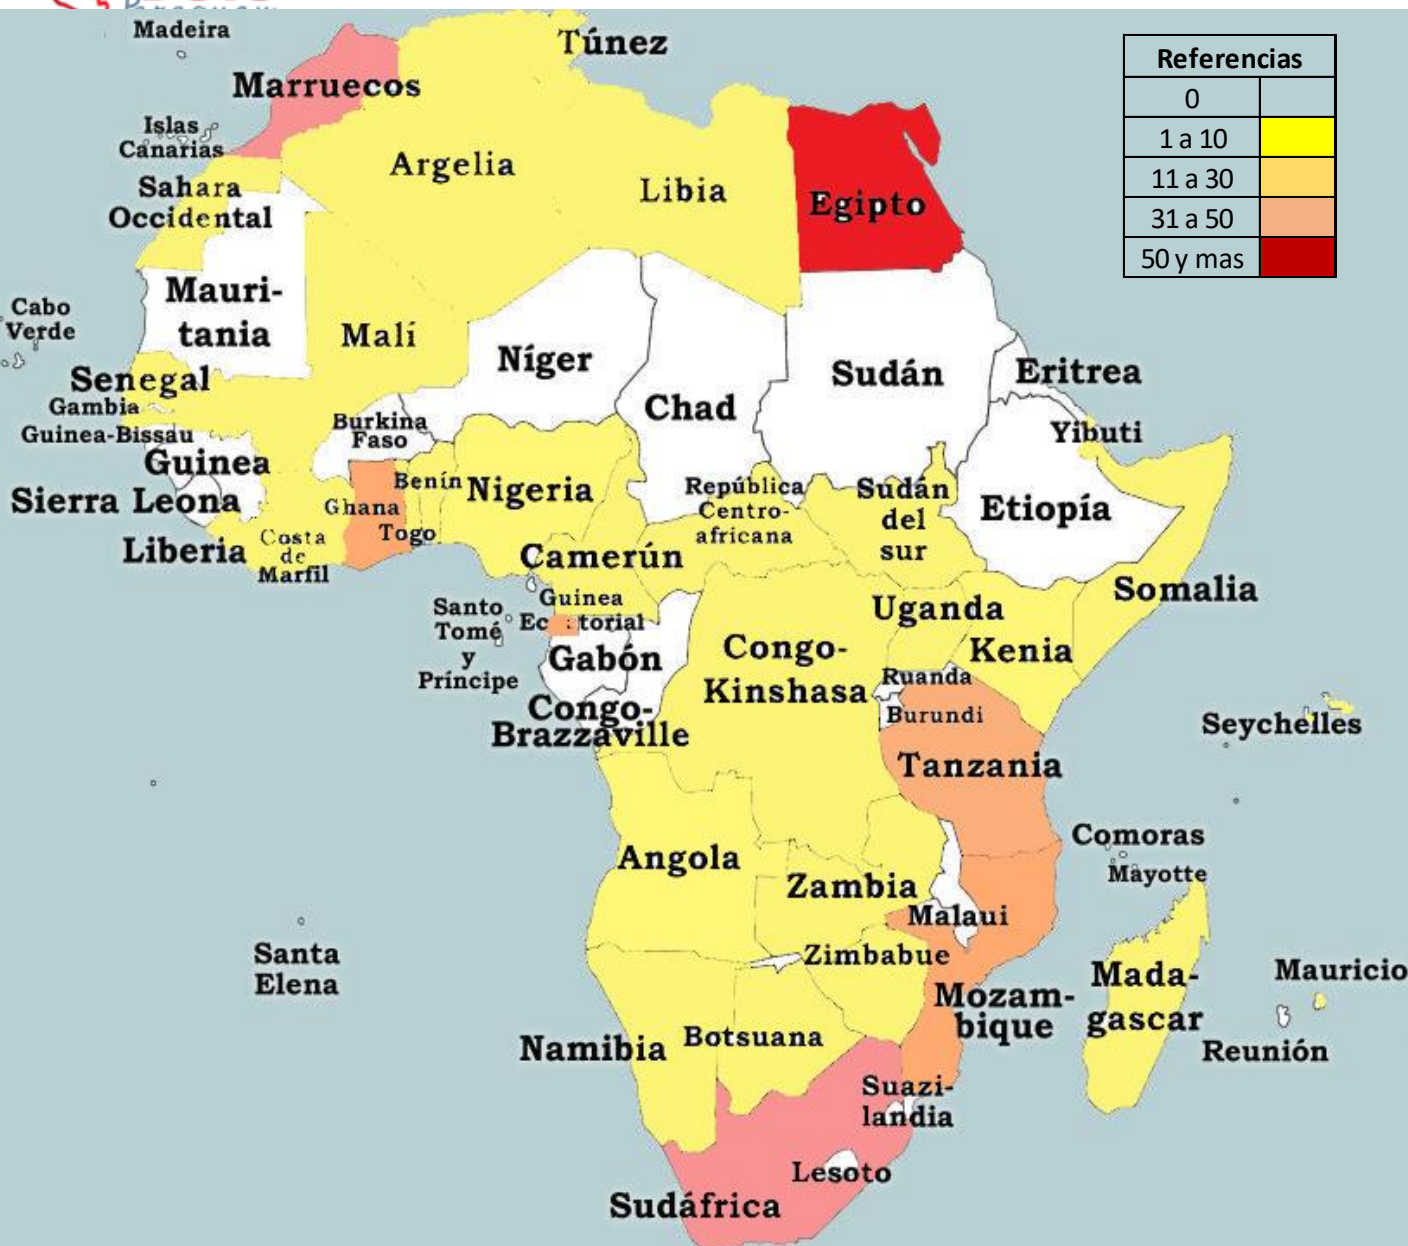 Madeira
Túnez
Marruecos
Islas
Canarias
Argelia
Libia
Egipto
Sahara
Occidental
Mauri-
tania
Cabo
Verde
Malí
Níger
Chad
Sudán
Eritrea
Senegal
Gambia
Guinea-Bissau
Burkina
Faso
Yibuti
Guinea
Sierra Leona
Liberia
Costa
de
Marfil
Ghana
Togo
Benín
Nigeria
República
Centro-
africana
Sudán
del
sur
Etiopía
Camerún
Somalia
Guinea
Santo
Tomé
y
Príncipe
Gabón
Uganda
Kenia
Congo-
Kinshasa
Ruanda
Burundi
Congo-
Brazzaville
Seychelles
Tanzania
Comoras
Mayotte
Angola
Zambia
Malaui
Santa
Elena
Zimbabue
Mozam-
bique
Mada-
gascar
Mauricio
Reunión
Namibia
Botsuana
Suazi-
landia
Lesoto
Sudáfrica
Referencias
0
1 a 10
11 a 30
31 a 50
50 y mas